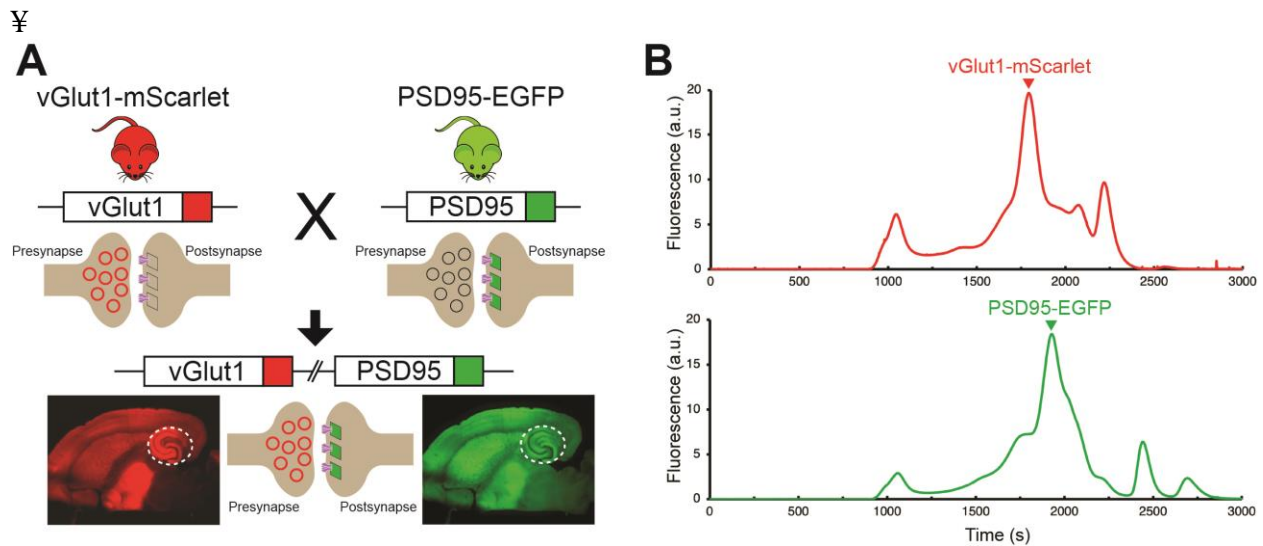 ¥
A
vGlut1-mScarlet
PSD95-EGFP
vGlut1
X
PSD95
Presynapse
Postsynapse
Presynapse
Postsynapse
vGlut1
PSD95
Presynapse
Postsynapse
B
vGlut1-mScarlet
Fluorescence (a.u.)
20
15
10
5
0
0 500 1000 1250 2000 2500 3000
PSD95-EGFP
Fluorescence (a.u.)
20
15
10
5
0
0 500 1000 1250 2000 2500 3000
Time (s)